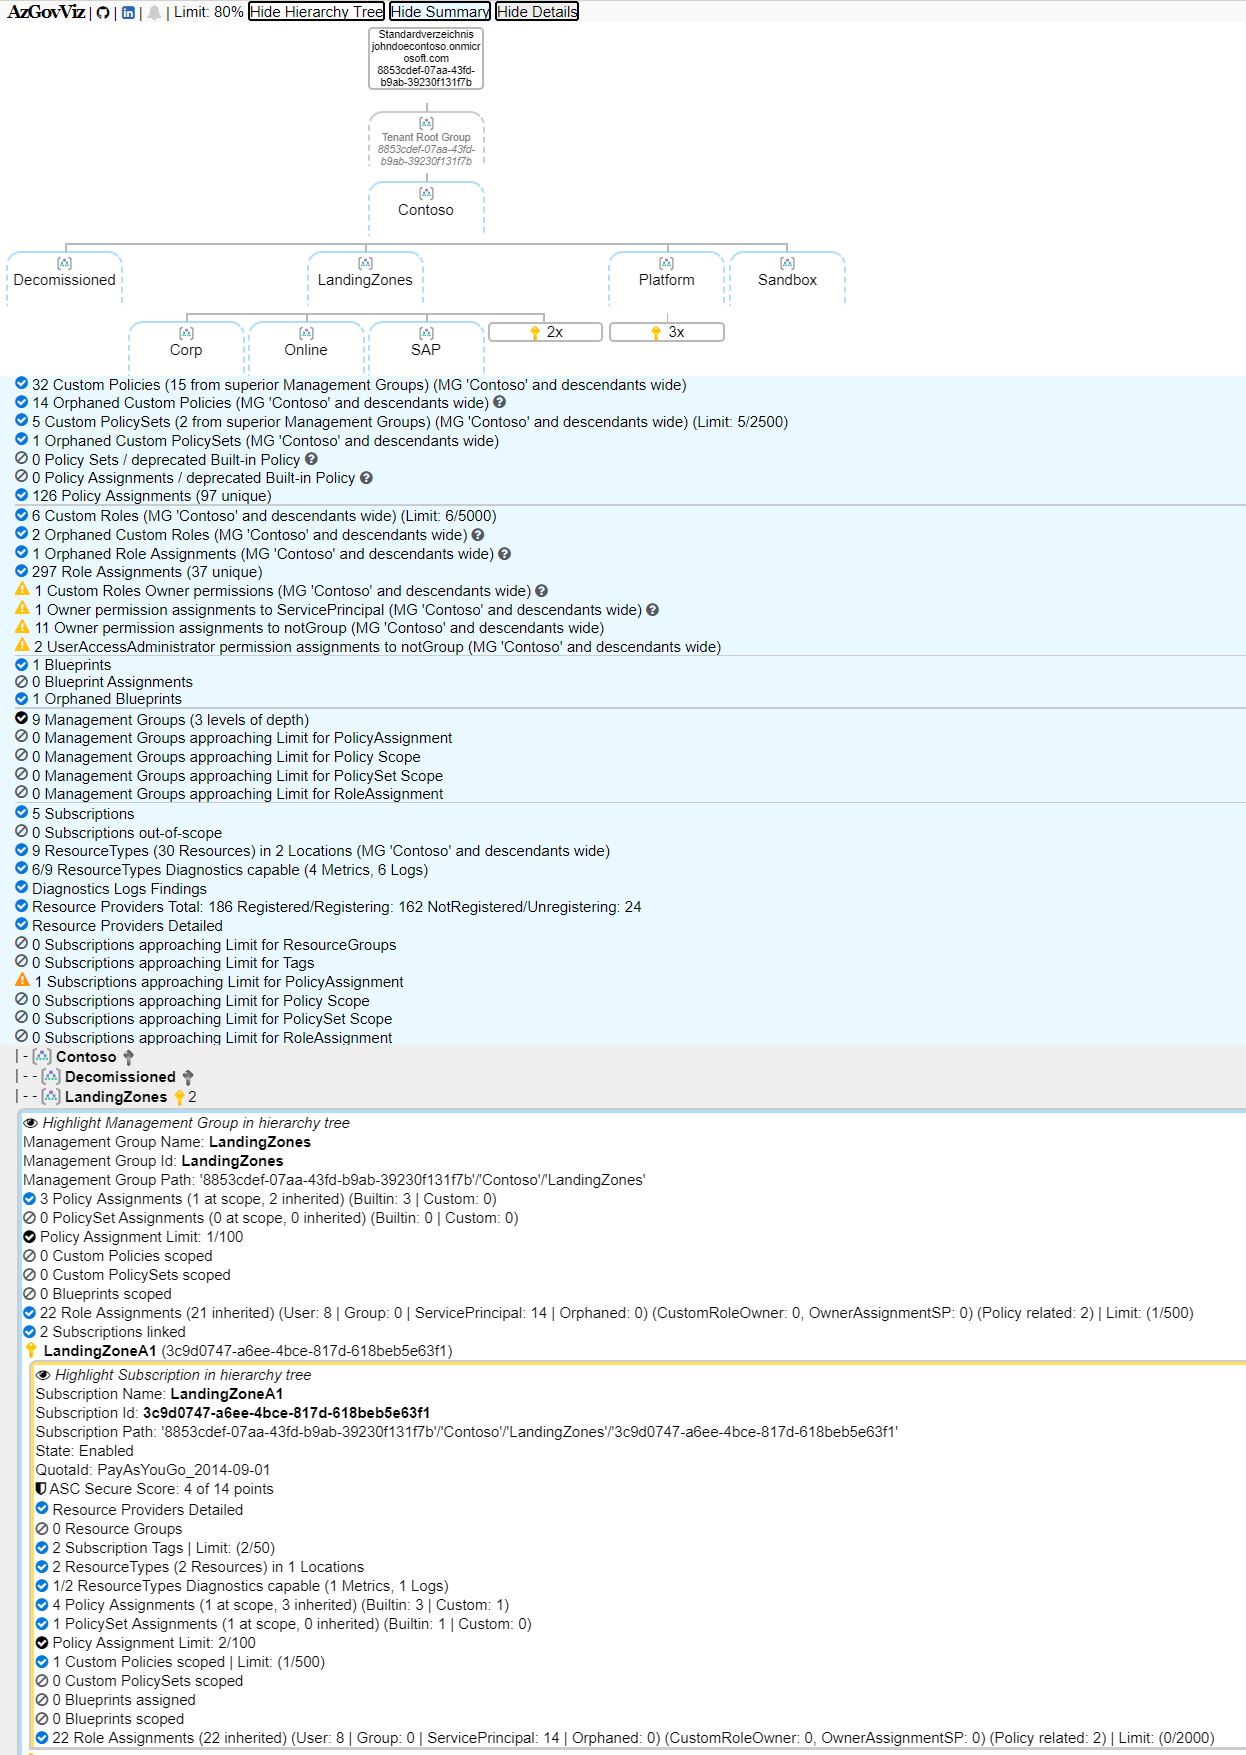 AzGovViz | | | | Limit: 80% Hide Hierarchy Tree Hide Summary Hide Details
Standardverzeichnis
johndoecontoso.onmicr
osoft.com
8853cdef-07aa-43fd-
b9ab-39230f131f7b
Tenant Root Group
8853cdef-07aa-43fd-
b9ab-39230f131f7b
Contoso
Decomissioned
LandingZones
Platform
Sandbox
Corp
Online
SAP
2x
3x
32 Custom Policies (15 from superior Management Groups) (MG 'Contoso' and descendants wide)
14 Orphaned Custom Policies (MG 'Contoso' and descendants wide)
5 Custom PolicySets (2 from superior Management Groups) (MG 'Contoso' and descendants wide) (Limit: 5/2500)
1 Orphaned Custom PolicySets (MG 'Contoso' and descendants wide)
0 Policy Sets / deprecated Built-in Policy
0 Policy Assignments / deprecated Built-in Policy
126 Policy Assignments (97 unique)
6 Custom Roles (MG 'Contoso' and descendants wide) (Limit: 6/5000)
2 Orphaned Custom Roles (MG 'Contoso' and descendants wide)
1 Orphaned Role Assignments (MG 'Contoso' and descendants wide)
297 Role Assignments (37 unique)
1 Custom Roles Owner permissions (MG 'Contoso' and descendants wide)
1 Owner permission assignments to ServicePrincipal (MG 'Contoso' and descendants wide)
11 Owner permission assignments to notGroup (MG 'Contoso' and descendants wide)
2 UserAccessAdministrator permission assignments to notGroup (MG 'Contoso' and descendants wide)
1 Blueprints
0 Blueprint Assignments
1 Orphaned Blueprints
9 Management Groups (3 levels of depth)
0 Management Groups approaching Limit for PolicyAssignment
0 Management Groups approaching Limit for Policy Scope
0 Management Groups approaching Limit for PolicySet Scope
0 Management Groups approaching Limit for RoleAssignment
5 Subscriptions
0 Subscriptions out-of-scope
9 ResourceTypes (30 Resources) in 2 Locations (MG 'Contoso' and descendants wide)
6/9 ResourceTypes Diagnostics capable (4 Metrics, 6 Logs)
Diagnostics Logs Findings
Resource Providers Total: 186 Registered/Registering: 162 NotRegistered/Unregistering: 24
Resource Providers Detailed
0 Subscriptions approaching Limit for ResourceGroups
0 Subscriptions approaching Limit for Tags
1 Subscriptions approaching Limit for PolicyAssignment
0 Subscriptions approaching Limit for Policy Scope
0 Subscriptions approaching Limit for PolicySet Scope
0 Subscriptions approaching Limit for RoleAssignment
| - Contoso
| - - Decomissioned
| - - LandingZones 2
Highlight Management Group in hierarchy tree
Management Group Name: LandingZones
Management Group Id: LandingZones
Management Group Path: '8853cdef-07aa-43fd-b9ab-39230f131f7b'/'Contoso'/'LandingZones'
3 Policy Assignments (1 at scope, 2 inherited) (Builtin: 3 | Custom: 0)
0 PolicySet Assignments (0 at scope, 0 inherited) (Builtin: 0 | Custom: 0)
Policy Assignment Limit: 1/100
0 Custom Policies scoped
0 Custom PolicySets scoped
0 Blueprints scoped
22 Role Assignments (21 inherited) (User: 8 | Group: 0 | ServicePrincipal: 14 | Orphaned: 0) (CustomRoleOwner: 0, OwnerAssignmentSP: 0) (Policy related: 2) | Limit: (1/500)
2 Subscriptions linked
LandingZoneA1 (3c9d0747-a6ee-4bce-817d-618beb5e63f1)
Highlight Subscription in hierarchy tree
Subscription Name: LandingZoneA1
Subscription Id: 3c9d0747-a6ee-4bce-817d-618beb5e63f1
Subscription Path: '8853cdef-07aa-43fd-b9ab-39230f131f7b'/'Contoso'/'LandingZones'/'3c9d0747-a6ee-4bce-817d-618beb5e63f1'
State: Enabled
QuotaId: PayAsYouGo_2014-09-01
ASC Secure Score: 4 of 14 points
Resource Providers Detailed
0 Resource Groups
2 Subscription Tags | Limit: (2/50)
2 ResourceTypes (2 Resources) in 1 Locations
1/2 ResourceTypes Diagnostics capable (1 Metrics, 1 Logs)
4 Policy Assignments (1 at scope, 3 inherited) (Builtin: 3 | Custom: 1)
1 PolicySet Assignments (1 at scope, 0 inherited) (Builtin: 1 | Custom: 0)
Policy Assignment Limit: 2/100
1 Custom Policies scoped | Limit: (1/500)
0 Custom PolicySets scoped
0 Blueprints assigned
0 Blueprints scoped
22 Role Assignments (22 inherited) (User: 8 | Group: 0 | ServicePrincipal: 14 | Orphaned: 0) (CustomRoleOwner: 0, OwnerAssignmentSP: 0) (Policy related: 2) | Limit: (0/2000)